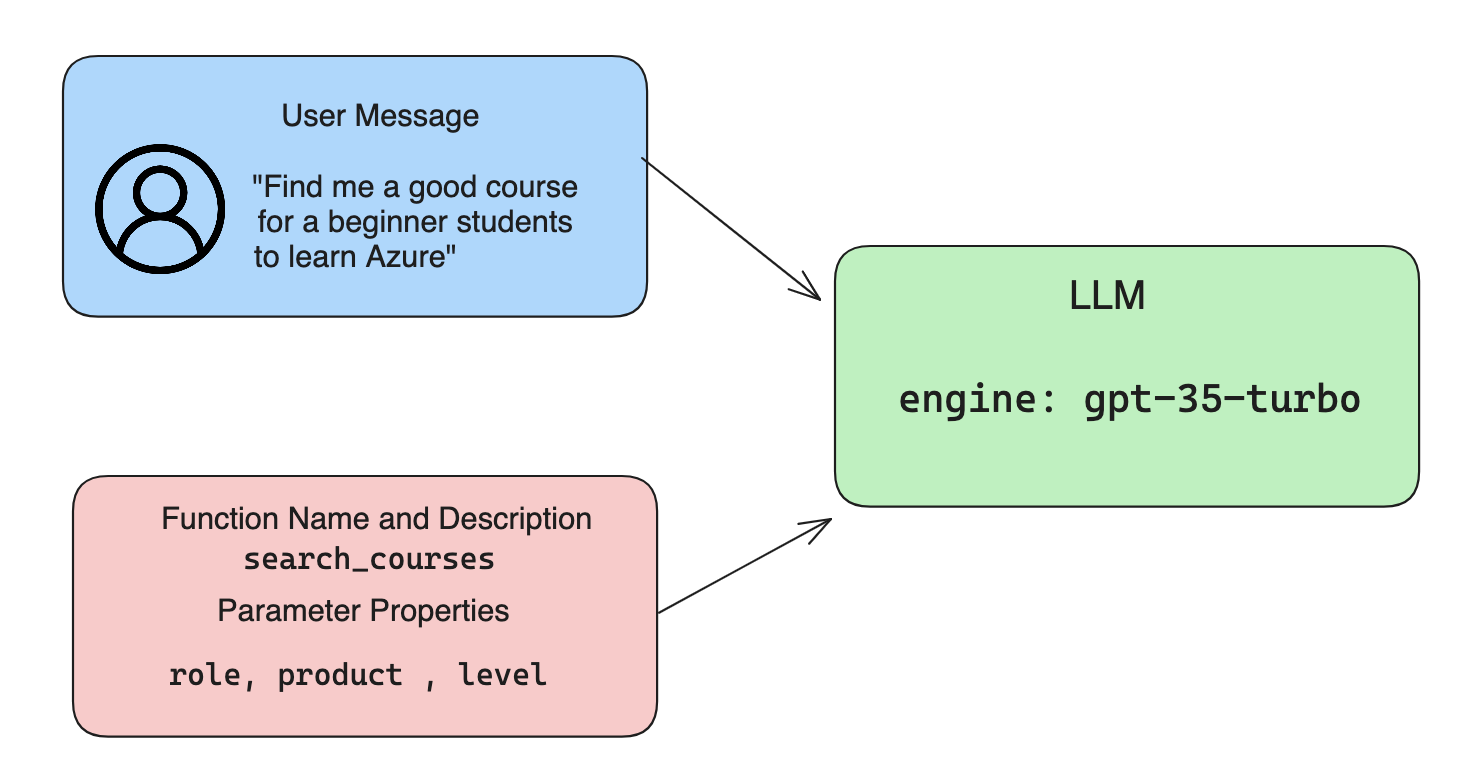 User Message
"Find me a good course
for a beginner students
to learn Azure"
LLM
engine: gpt-35-turbo
Function Name and Description
search_courses
Parameter Properties
role, product , level